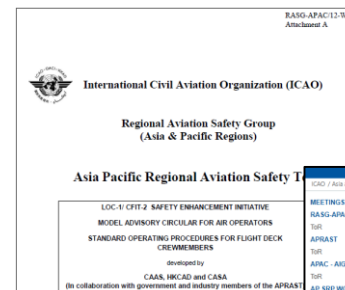 RASG-APAC/12-W
Attachment A
International Civil Aviation Organization (ICAO)
Regional Aviation Safety Group
(Asia & Pacific Regions)
Asia Pacific Regional Aviation Safety T
LOC-1/ CFIT-2 SAFETY ENHANCEMENT INITIATIVE
MODEL ADVISORY CIRCULAR FOR AIR OPERATORS
STANDARD OPERATING PROCEDURES FOR FLIGHT DECK
CREWMEMBERS
developed by
CAAS, HKCAD and CASA
(In collaboration with government and industry members of the APRAST
ICAO / Asia
MEETINGS
RASG-APA
ToR
APRAST
ToR
APAC - AIG
ToR
AP SRP WG